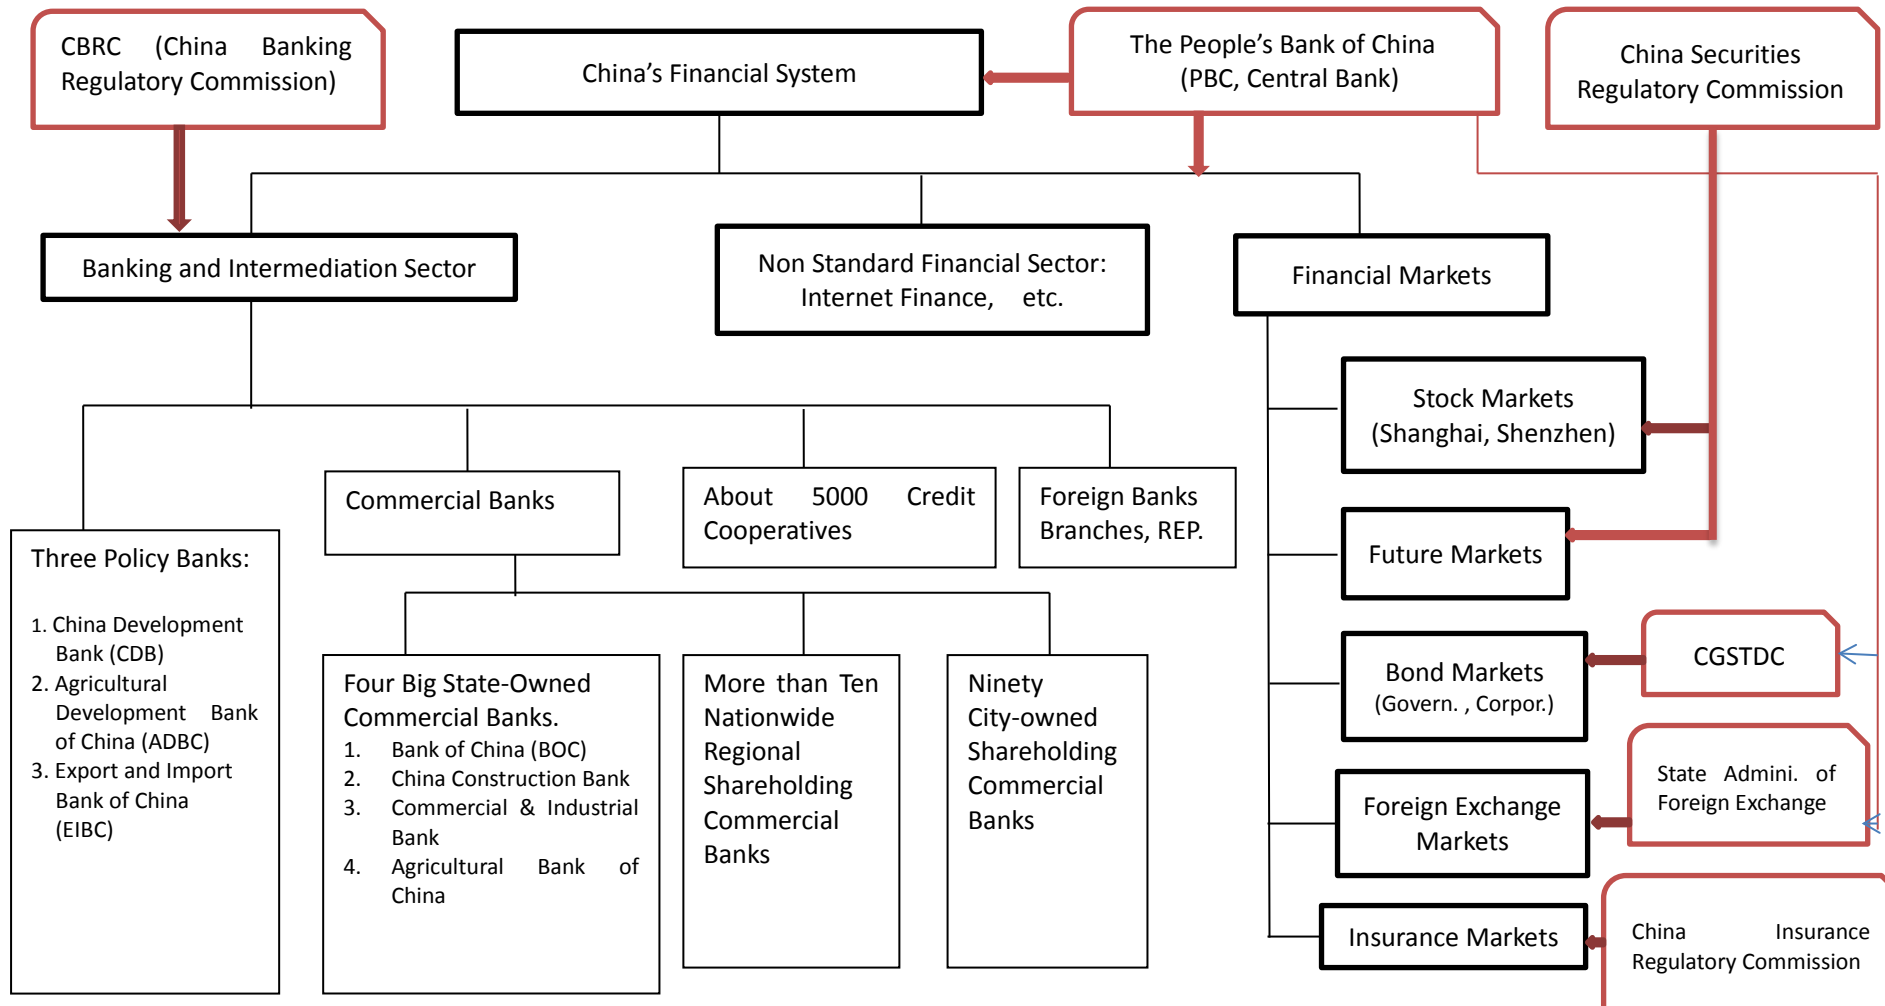 CBRC (China Banking
Regulatory Commission)
China's Financial System
The People's Bank of China
(PBC, Central Bank)
China Securities
Regulatory Commission
Banking and Intermediation Sector
Non Standard Financial Sector:
Internet Finance, etc.
Financial Markets
Stock Markets
(Shanghai, Shenzhen)
Commercial Banks
About 5000 Credit
Cooperatives
Foreign Banks
Branches, REP.
Future Markets
Three Policy Banks:
1. China Development
Bank (CDB)
2. Agricultural
Development Bank
of China (ADBC)
3. Export and Import
Bank of China
(EIBC)
Four Big State-Owned
Commercial Banks.
1. Bank of China (BOC)
2. China Construction Bank
3. Commercial & Industrial
Bank
4. Agricultural Bank of
China
More than Ten
Nationwide
Regional
Shareholding
Commercial
Banks
Ninety
City-owned
Shareholding
Commercial
Banks
Bond Markets
(Govern. , Corpor.)
CGSTDC
Foreign Exchange
Markets
State Admini. of
Foreign Exchange
Insurance Markets
China Insurance
Regulatory Commission